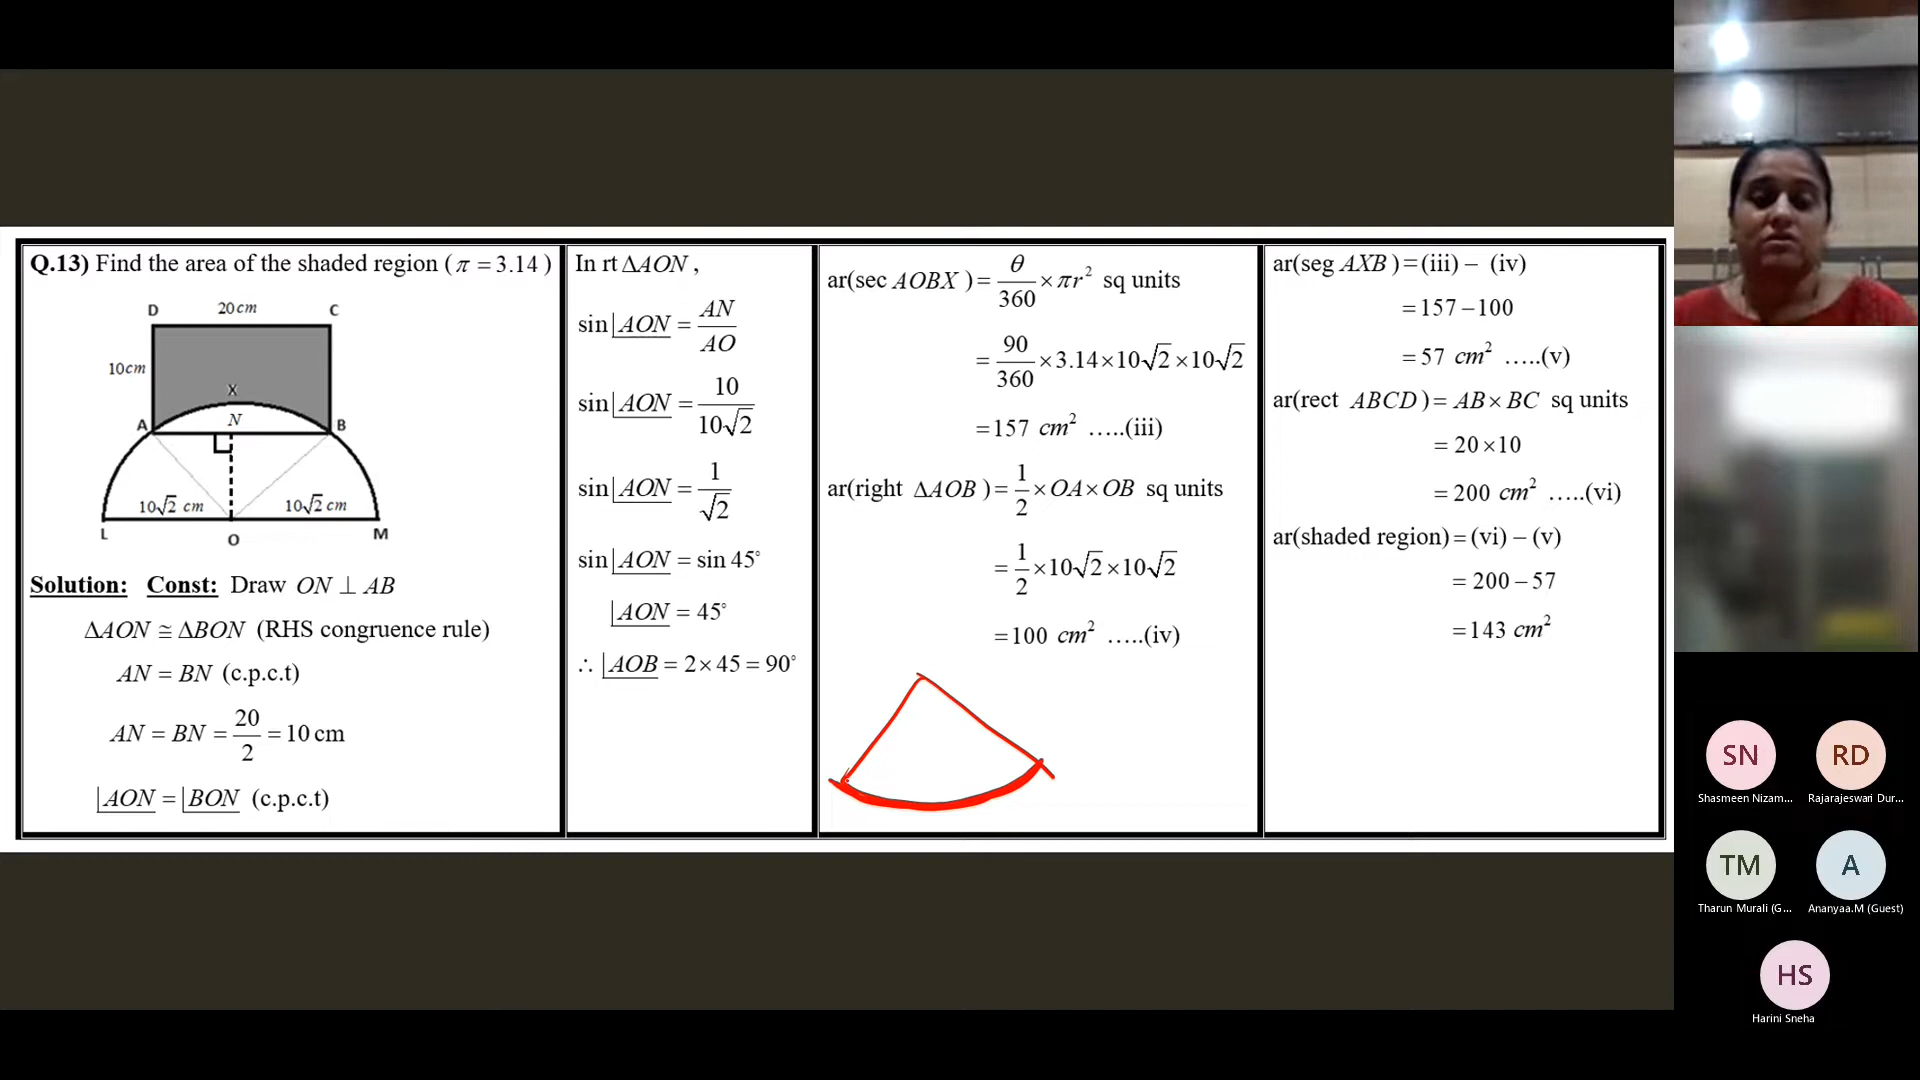 Q.13) Find the area of the shaded region ( π = 3.14 )
D 20cm C
10cm
X
A N B
10√2 cm 10√2 cm
L O M
Solution: Const: Draw ON ⊥ AB
ΔAON ≅ ΔBON (RHS congruence rule)
AN = BN (c.p.c.t)
AN = BN = 20/2 = 10 cm
∠AON = ∠BON (c.p.c.t)
In rt ΔAON ,
sin∠AON = AN/AO
sin∠AON = 10/10√2
sin∠AON = 1/√2
sin∠AON = sin 45°
∠AON = 45°
∴ ∠AOB = 2×45 = 90°
ar(sec AOBX ) = θ/360 × πr² sq units
= 90/360 × 3.14 × 10√2 × 10√2
= 157 cm² …..(iii)
ar(right ΔAOB ) = 1/2 × OA × OB sq units
= 1/2 × 10√2 × 10√2
= 100 cm² …..(iv)
ar(seg AXB ) = (iii) − (iv)
= 157 − 100
= 57 cm² …..(v)
ar(rect ABCD ) = AB × BC sq units
= 20 × 10
= 200 cm² …..(vi)
ar(shaded region) = (vi) − (v)
= 200 − 57
= 143 cm²
SN RD
Shasmeen Nizam... Rajarajeswari Dur...
TM A
Tharun Murali (G... Ananyaa.M (Guest)
HS
Harini Sneha